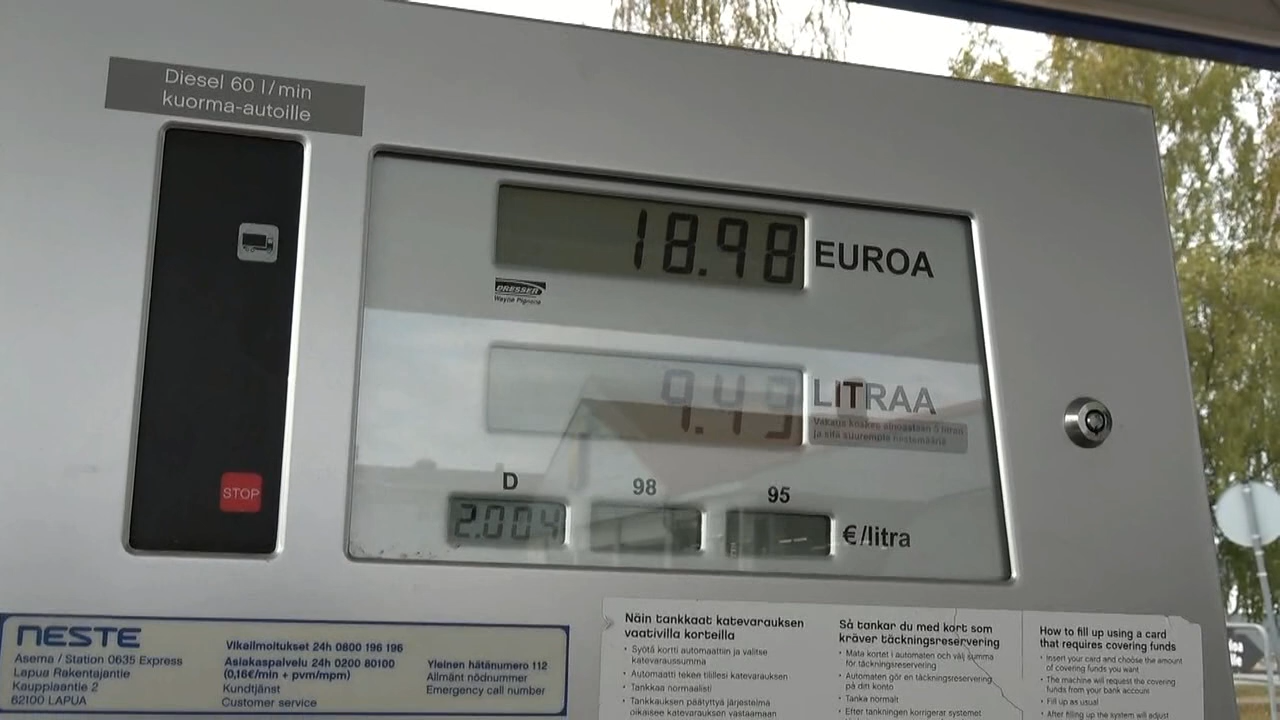 Diesel 60 l/min
kuorma-autoille
18.98 EUROA
DRESSER
Wayne Pignone
9.49 LITRAA
Vakaus koskee ainoastaan 5 litran
ja sitä suurempia nestemääriä
D 98 95
2.004 €/litra
STOP
NESTE
Asema / Station 0635 Express
Lapua Rakentajantie
Kauppiaantie 2
62100 LAPUA
Vikailmoitukset 24h 0800 196 196
Asiakaspalvelu 24h 0200 80100
(0,16€/min + pvm/mpm)
Kundtjänst
Customer service
Yleinen hätänumero 112
Allmänt nödnummer
Emergency call number
Näin tankkaat katevarauksen
vaativilla korteilla
• Syötä kortti automaattiin ja valitse
katevaraussumma
• Automaatti tekee tilillesi katevarauksen
• Tankkaa normaalisti
• Tankkauksen päätyttyä järjestelmä
oikaisee katevarauksen vastaamaan
Så tankar du med kort som
kräver täckningsreservering
• Mata kortet i automaten och välj summa
för täckningsreservering
• Automaten gör en täckningsreservering
på din konto
• Tanka normalt
• Efter tankningen korrigerar systemet
How to fill up using a card
that requires covering funds
• Insert your card and choose the amount
of covering funds you want
• The machine will request the covering
funds from your bank account
• Fill up as usual
• After filling up the system will adjust